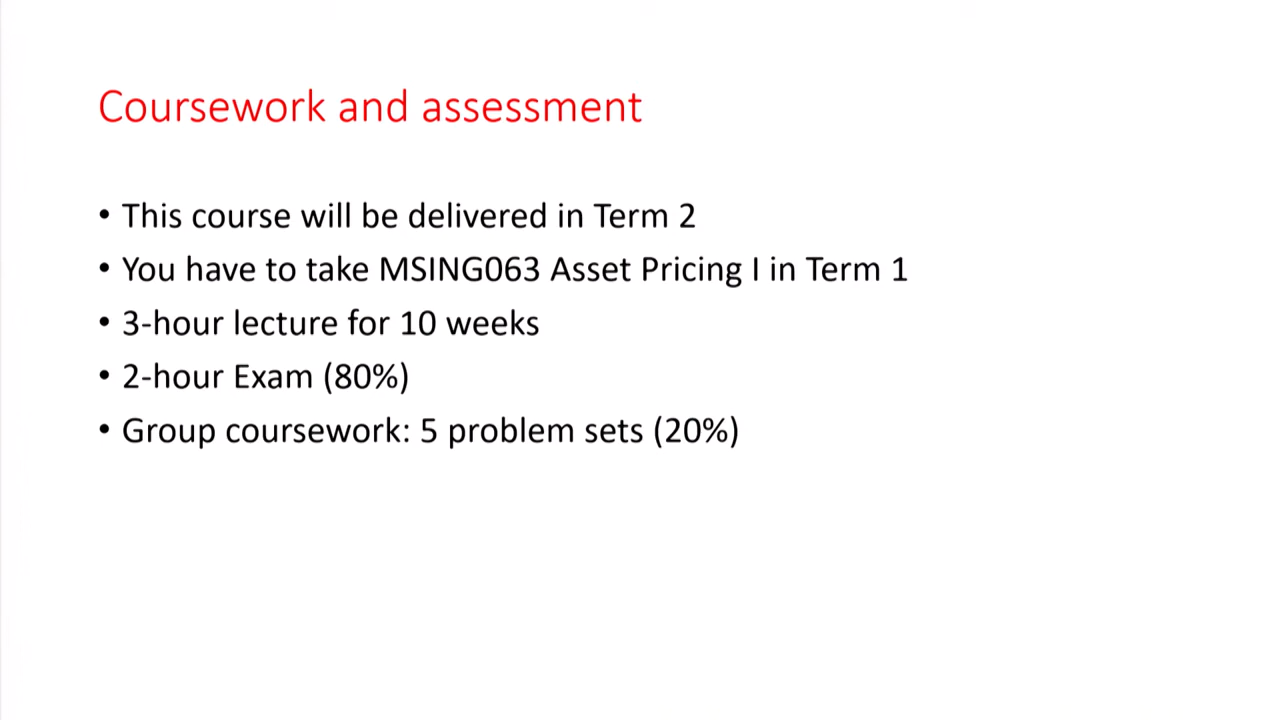 Coursework and assessment
• This course will be delivered in Term 2
• You have to take MSING063 Asset Pricing I in Term 1
• 3-hour lecture for 10 weeks
• 2-hour Exam (80%)
• Group coursework: 5 problem sets (20%)